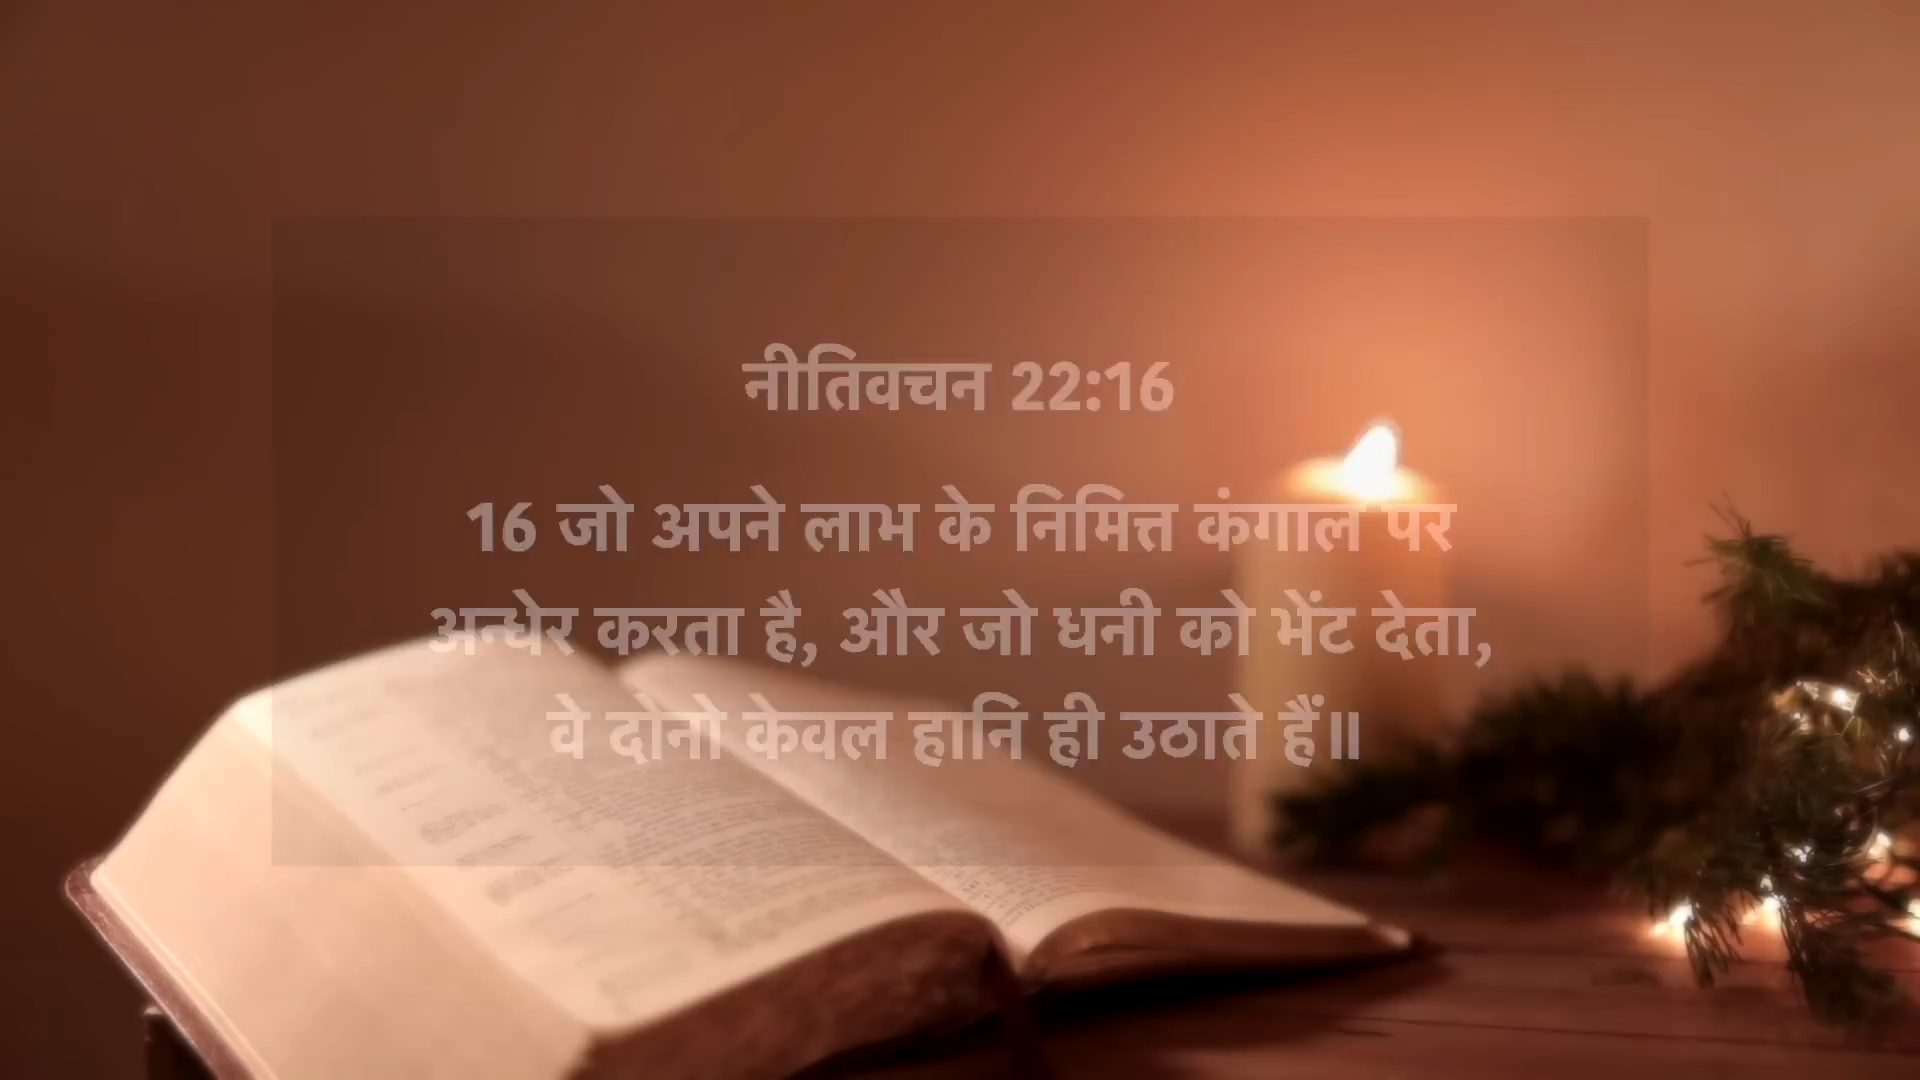 नीतिवचन 22:16
16 जो अपने लाभ के निमित्त कंगाल पर
अन्धेर करता है, और जो धनी को भेंट देता,
वे दानो केवल हानि ही उठाते हैं॥